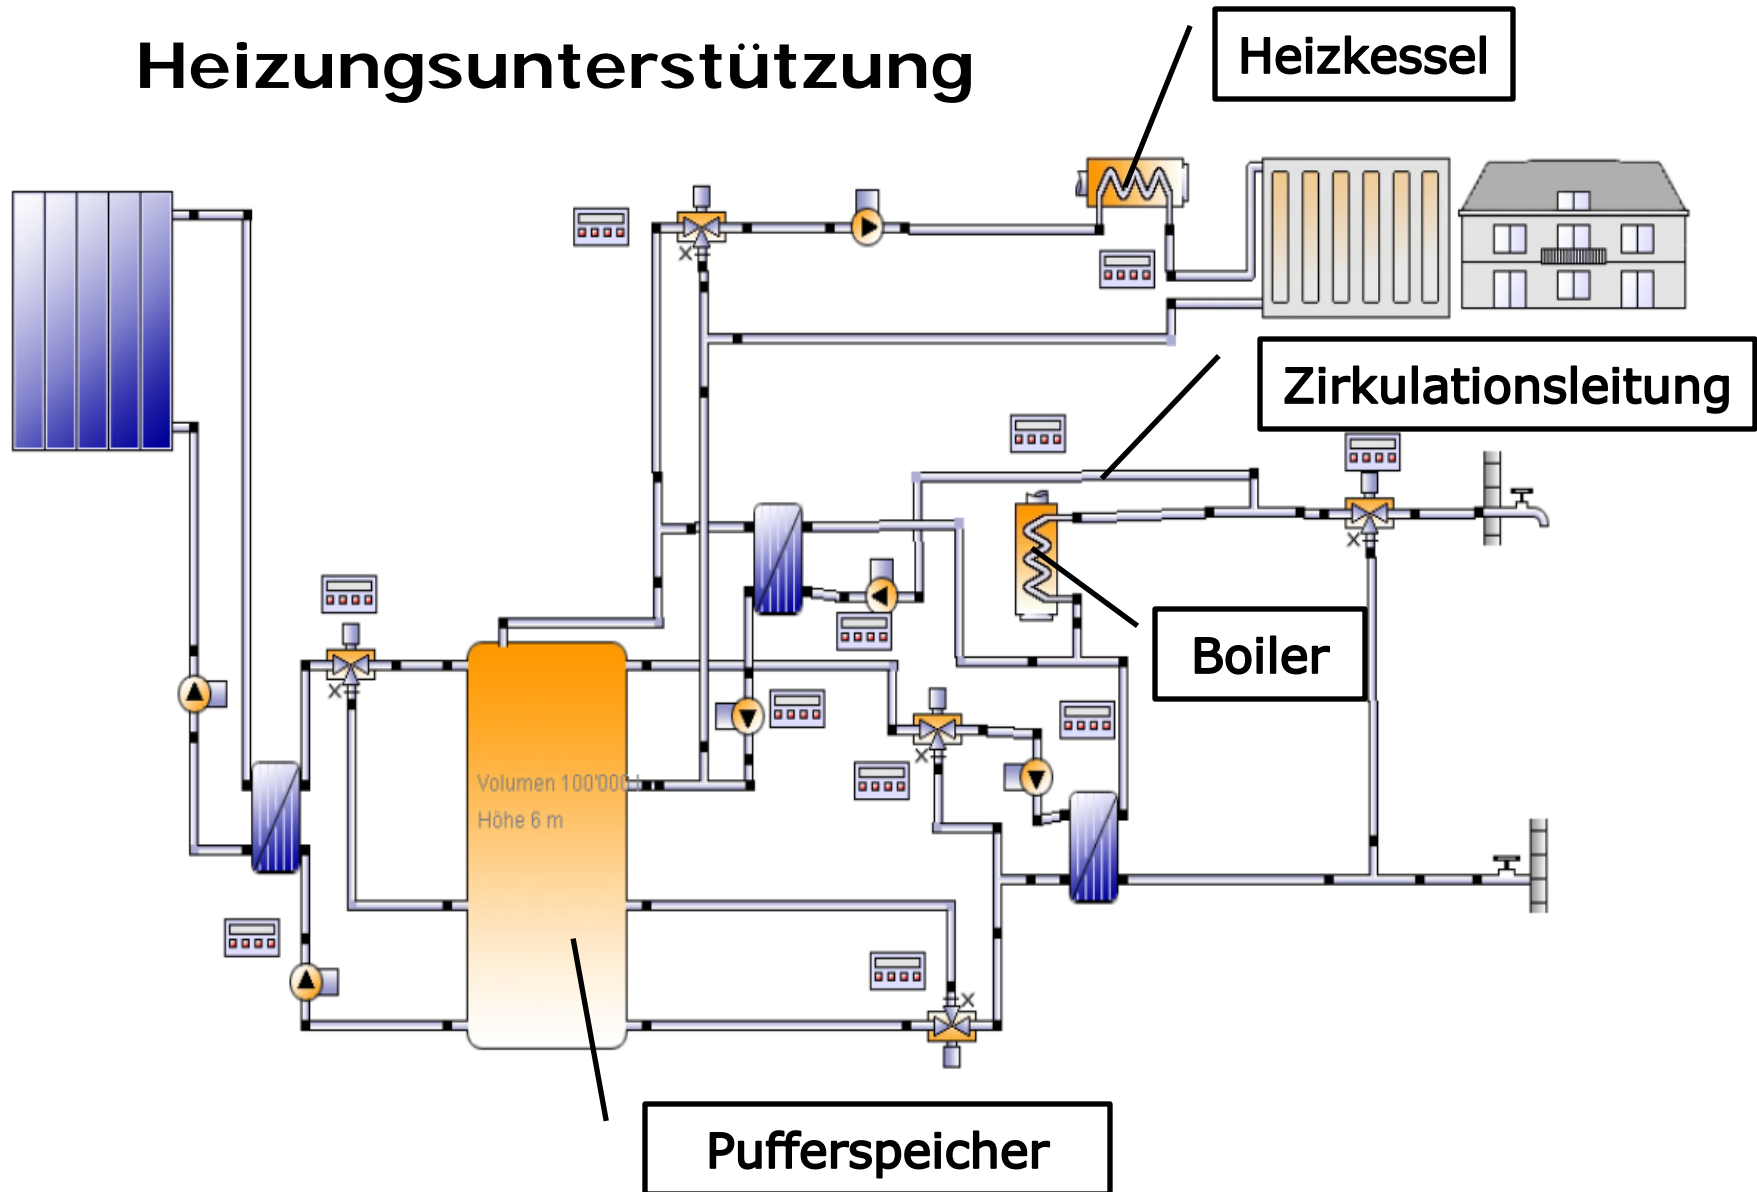 Heizungsunterstützung
Heizkessel
Zirkulationsleitung
Boiler
Volumen 100'000 l
Höhe 6 m
Pufferspeicher